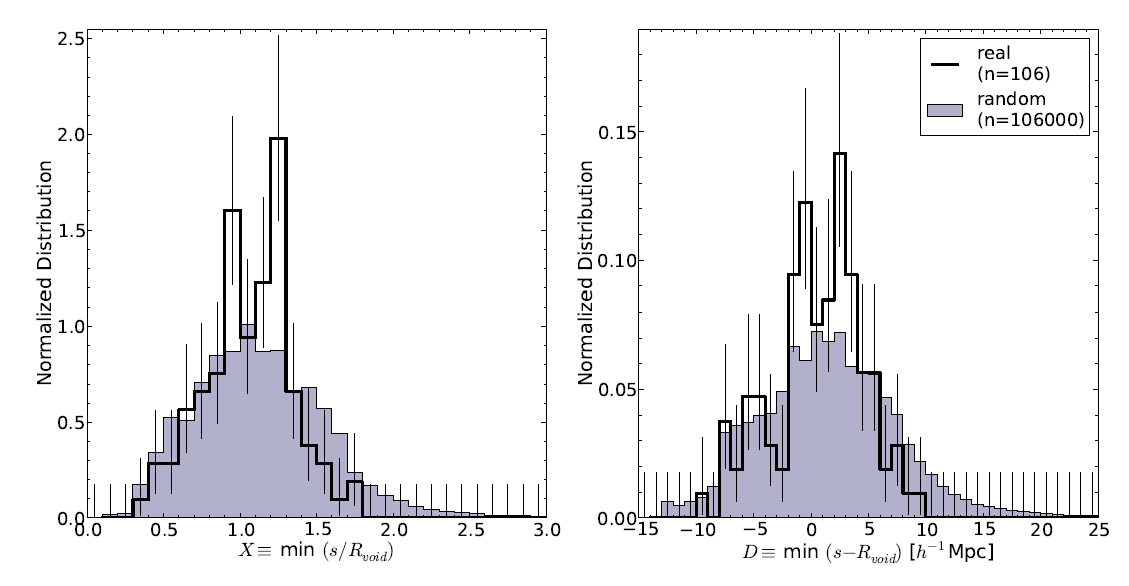 2.5
2.0
1.5
1.0
0.5
0.0
Normalized Distribution
0.0 0.5 1.0 1.5 2.0 2.5 3.0
X ≡ min (s/R_void)
0.15
0.10
0.05
0.00
Normalized Distribution
−15 −10 −5 0 5 10 15 20 25
D ≡ min (s−R_void) [h⁻¹ Mpc]
real
(n=106)
random
(n=106000)